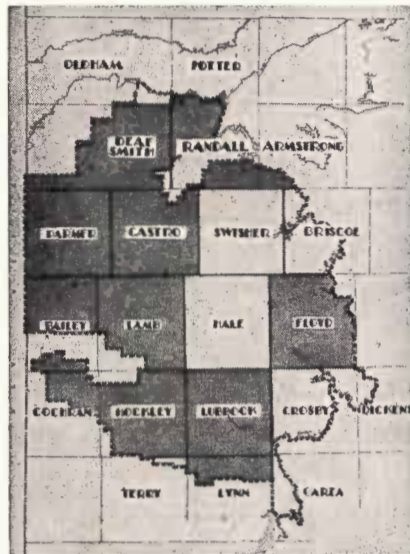 OLDHAM POTTER
DEAF
SMITH
RANDALL ARMSTRONG
PARMER CASTRO SWISHER BRISCOE
BAILEY LAMB HALE FLOYD
COCHRAN HOCKLEY LUBBOCK CROSBY DICKENS
TERRY LYNN GARZA